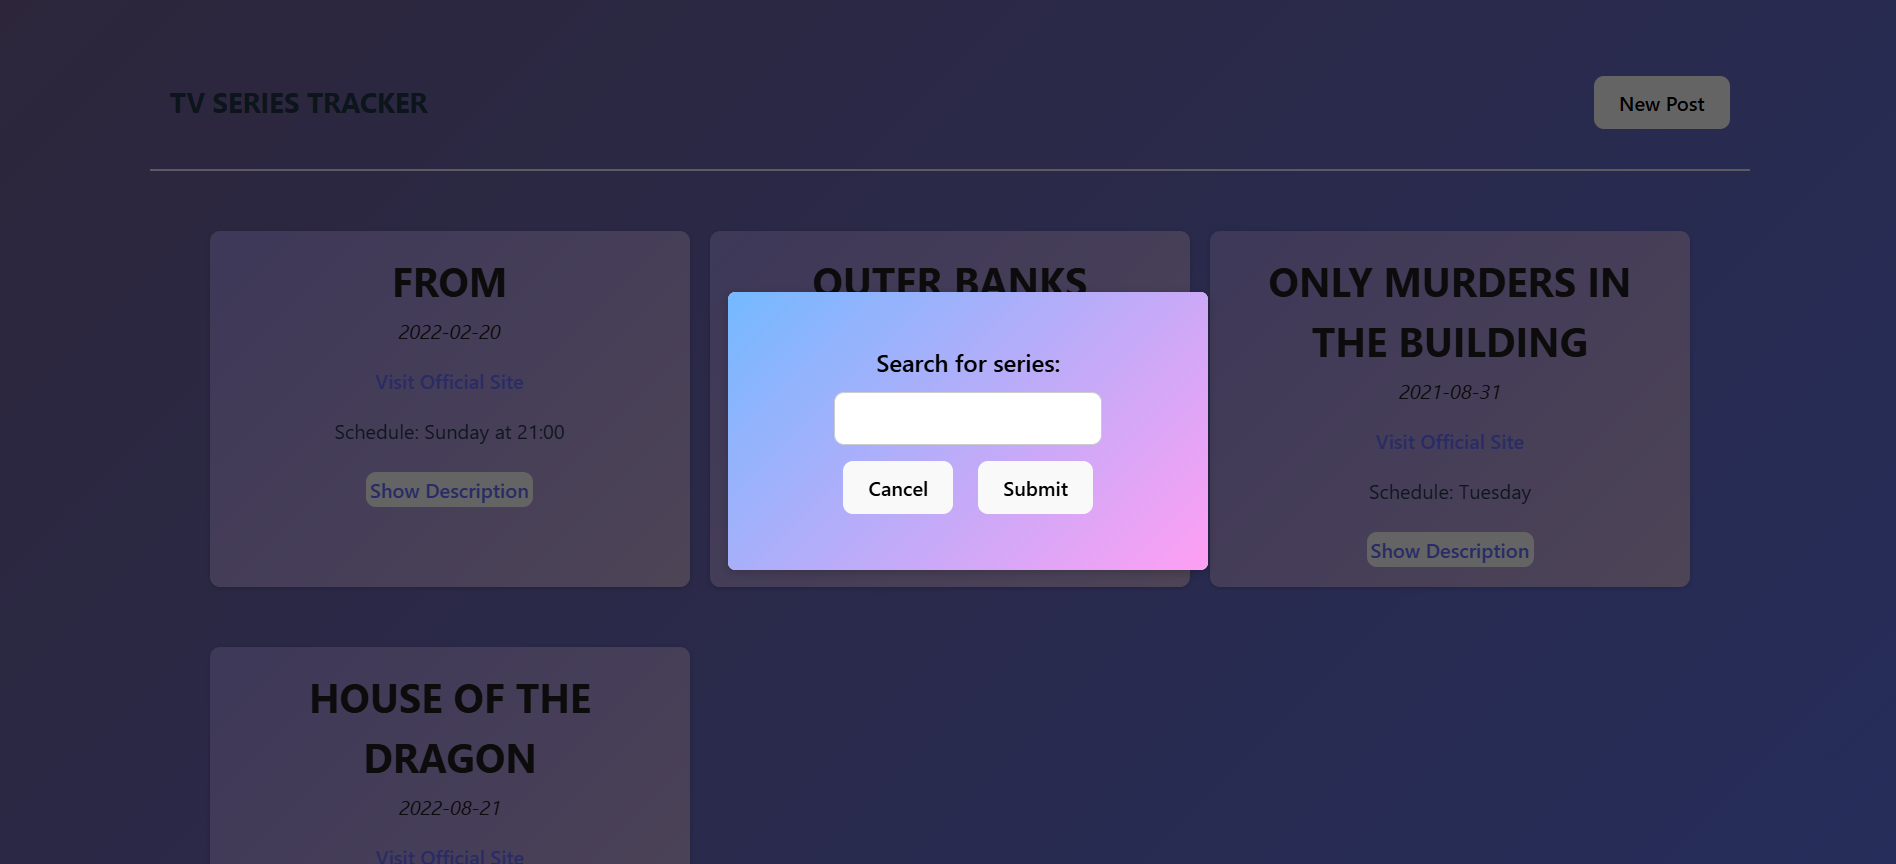 TV SERIES TRACKER
New Post
FROM
2022-02-20
Visit Official Site
Schedule: Sunday at 21:00
Show Description
OUTER BANKS
Search for series:
Cancel
Submit
ONLY MURDERS IN
THE BUILDING
2021-08-31
Visit Official Site
Schedule: Tuesday
Show Description
HOUSE OF THE
DRAGON
2022-08-21
Visit Official Site